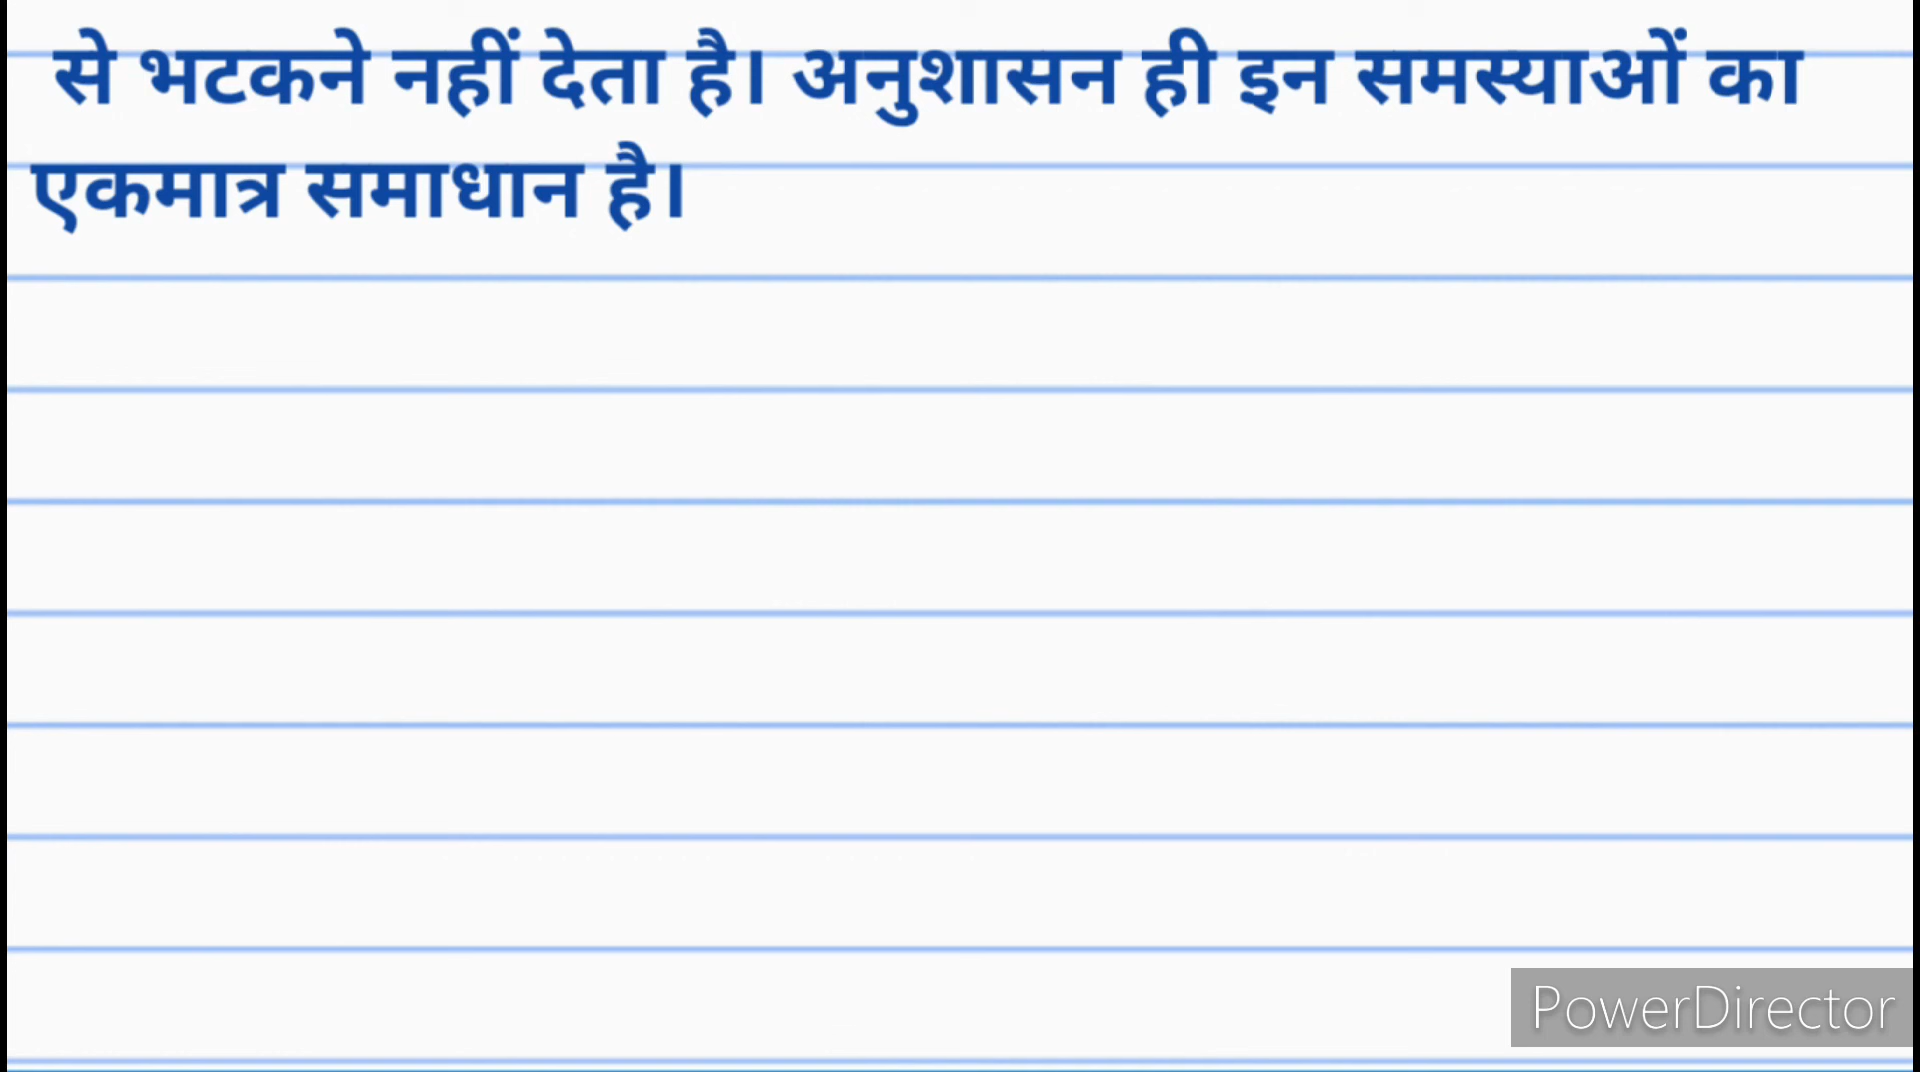 से भटकने नहीं देता है। अनुशासन ही इन समस्याओं का
एकमात्र समाधान है।
PowerDirector